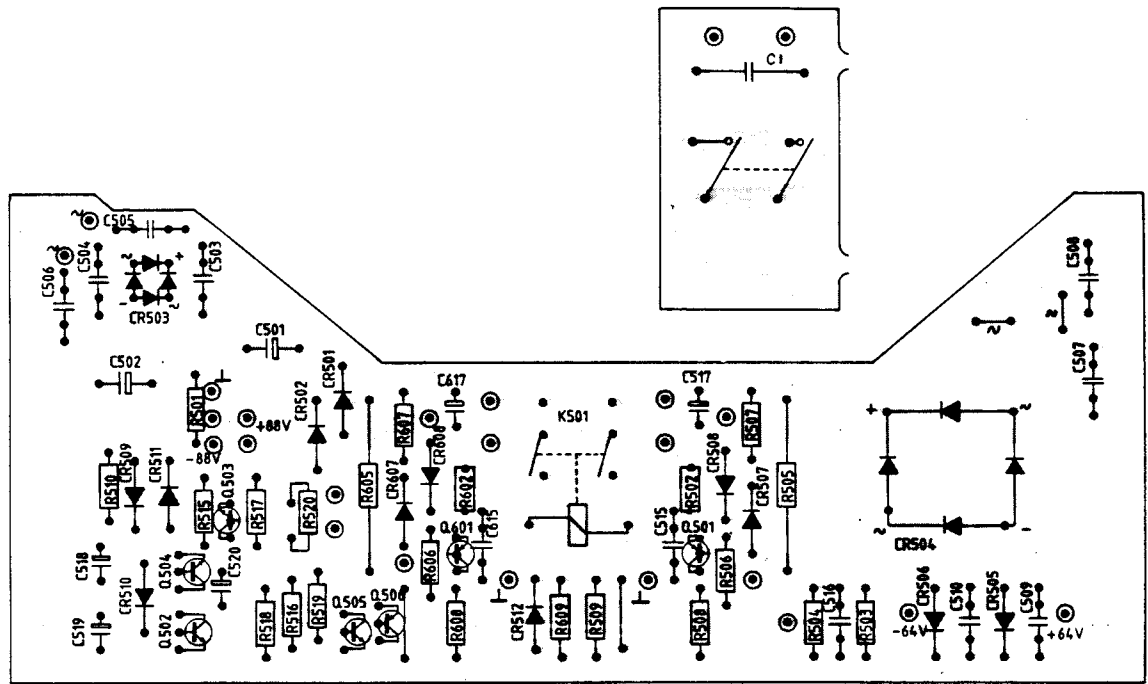 C1
~
C505
~
C504
C503
C506
~
+
-
~
CR503
C508
~
~
C501
C507
C502
CR501
C617
C517
CR502
R501
+88V
-88V
R607
CR608
K501
CR508
R507
+
~
CR509
CR511
Q503
R510
R515
R517
R520
R605
CR607
R602
R502
CR507
R505
C518
CR510
Q504
C520
R606
Q601
C615
C515
Q501
R506
~
-
CR504
C519
Q502
R518
R516
R519
Q505
Q506
R608
CR512
R609
R509
R508
R504
C516
R503
CR506
-64V
C510
CR505
C509
+64V